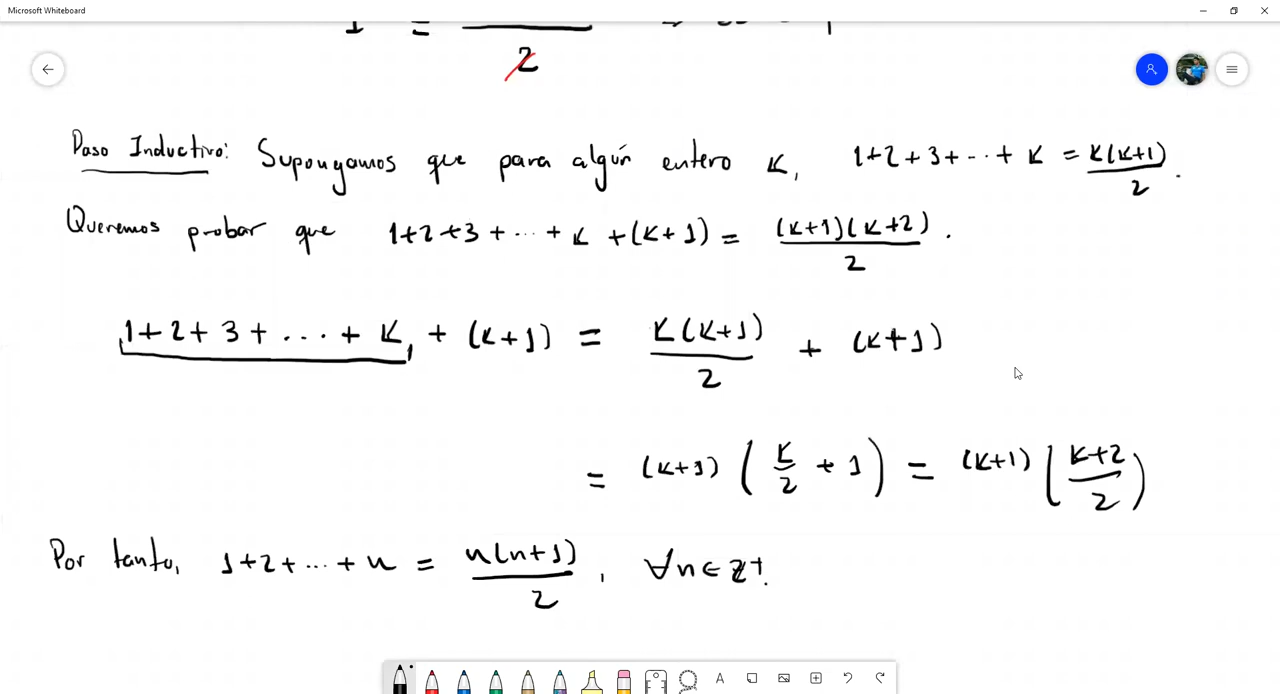 Microsoft Whiteboard
2
Paso Inductivo: Supongamos que para algún entero K, 1+2+3+...+K = K(K+1)/2.
Queremos probar que 1+2+3+...+K+(K+1) = (K+1)(K+2)/2.
1+2+3+...+K, + (K+1) = K(K+1)/2 + (K+1)
= (K+1) (K/2 + 1) = (K+1) (K+2/2)
Por tanto, 1+2+...+n = n(n+1)/2, ∀n∈Z+.
A